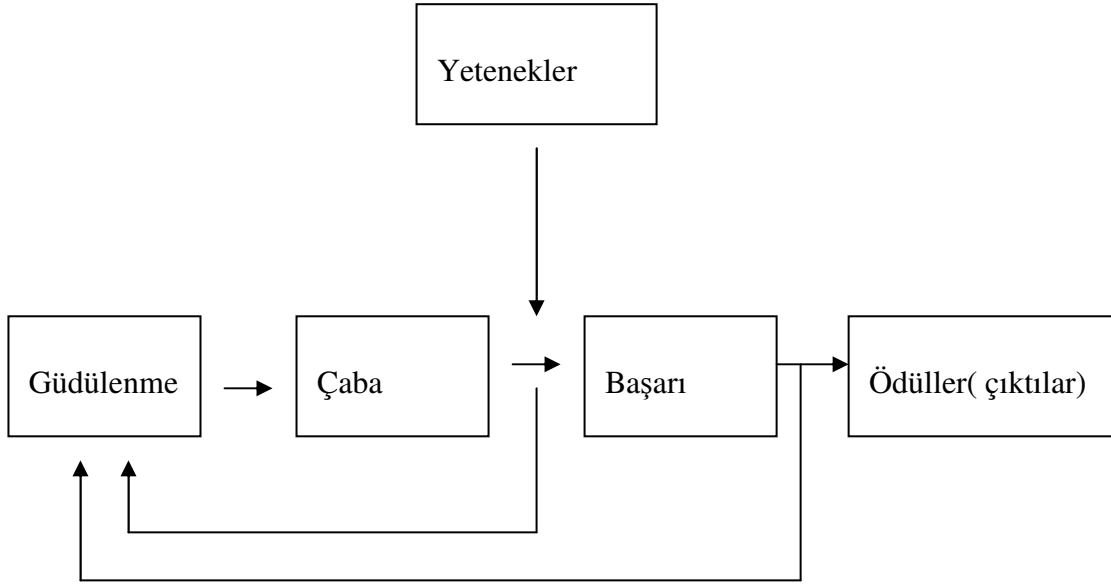 Yetenekler
Güdülenme
Çaba
Başarı
Ödüller( çıktılar)